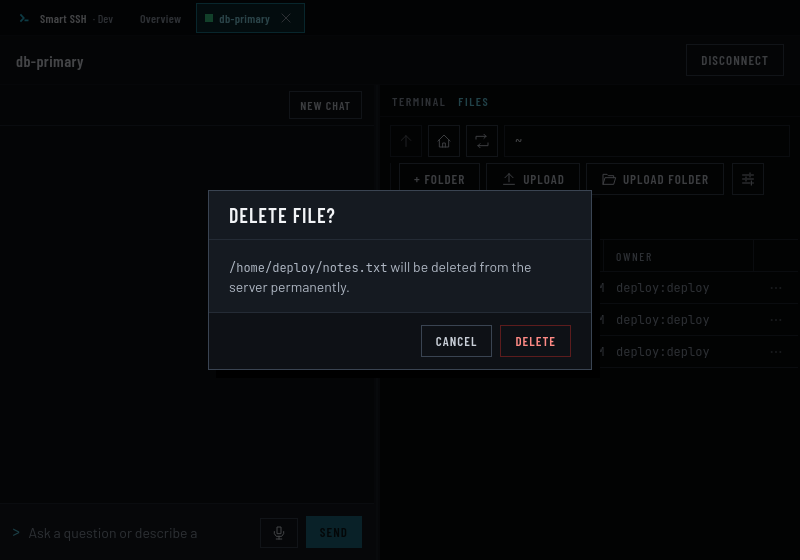 Smart SSH · Dev Overview db-primary
db-primary
DISCONNECT
NEW CHAT
TERMINAL FILES
~
+ FOLDER UPLOAD UPLOAD FOLDER
DELETE FILE?
/home/deploy/notes.txt will be deleted from the
server permanently.
CANCEL DELETE
OWNER
deploy:deploy
deploy:deploy
deploy:deploy
> Ask a question or describe a
SEND